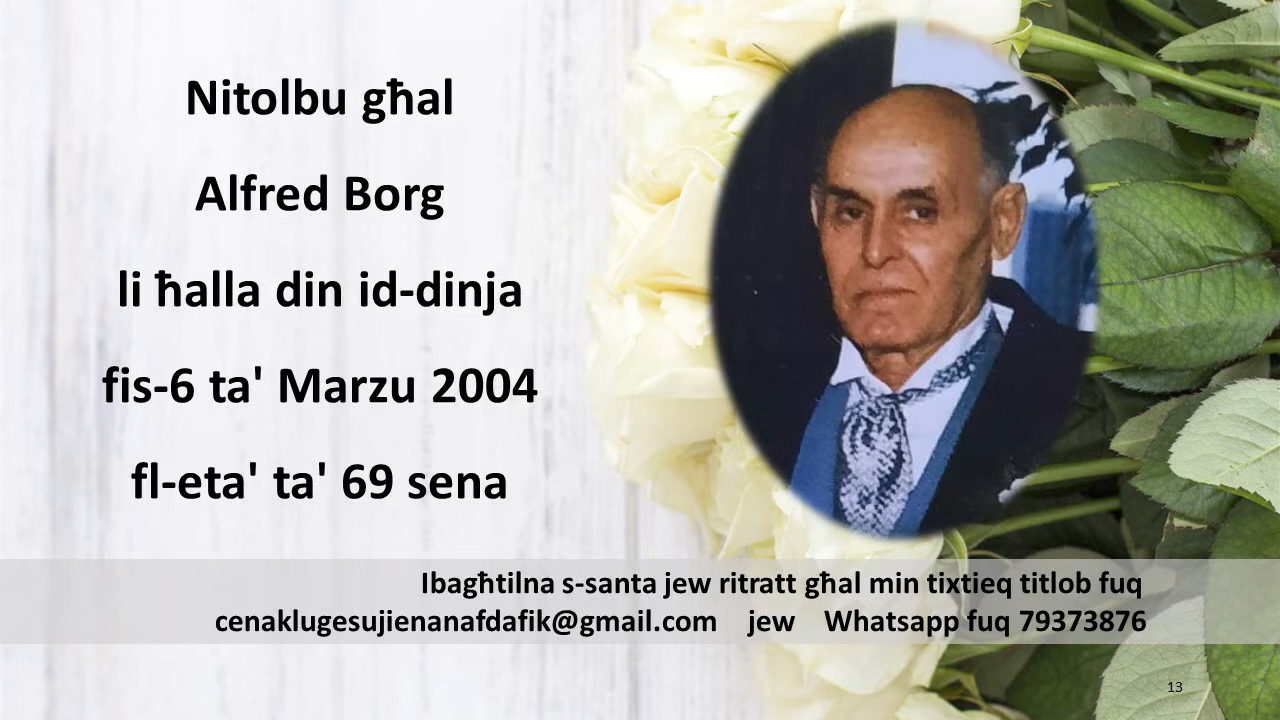 Nitolbu għal
Alfred Borg
li ħalla din id-dinja
fis-6 ta' Marzu 2004
fl-eta' ta' 69 sena
Ibagħtilna s-santa jew ritratt għal min tixtieq titlob fuq
cenaklugesujienanafdafik@gmail.com jew Whatsapp fuq 79373876
13